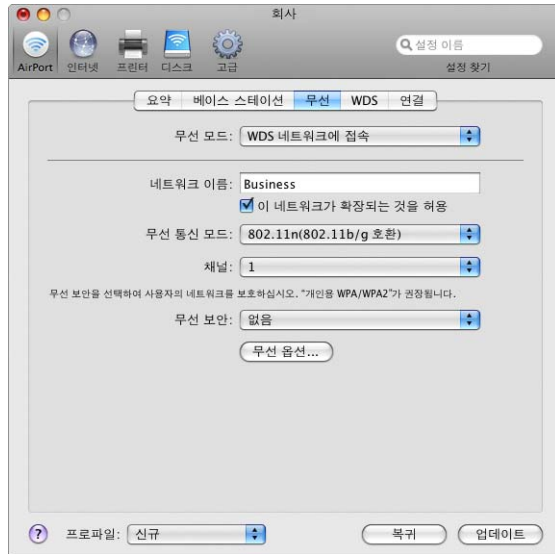 회사
설정 이름
AirPort 인터넷 프린터 디스크 고급 설정 찾기
요약 베이스 스테이션 무선 WDS 연결
무선 모드: WDS 네트워크에 접속
네트워크 이름: Business
이 네트워크가 확장되는 것을 허용
무선 통신 모드: 802.11n(802.11b/g 호환)
채널: 1
무선 보안을 선택하여 사용자의 네트워크를 보호하십시오. “개인용 WPA/WPA2”가 권장됩니다.
무선 보안: 없음
무선 옵션...
? 프로파일: 신규 복귀 업데이트